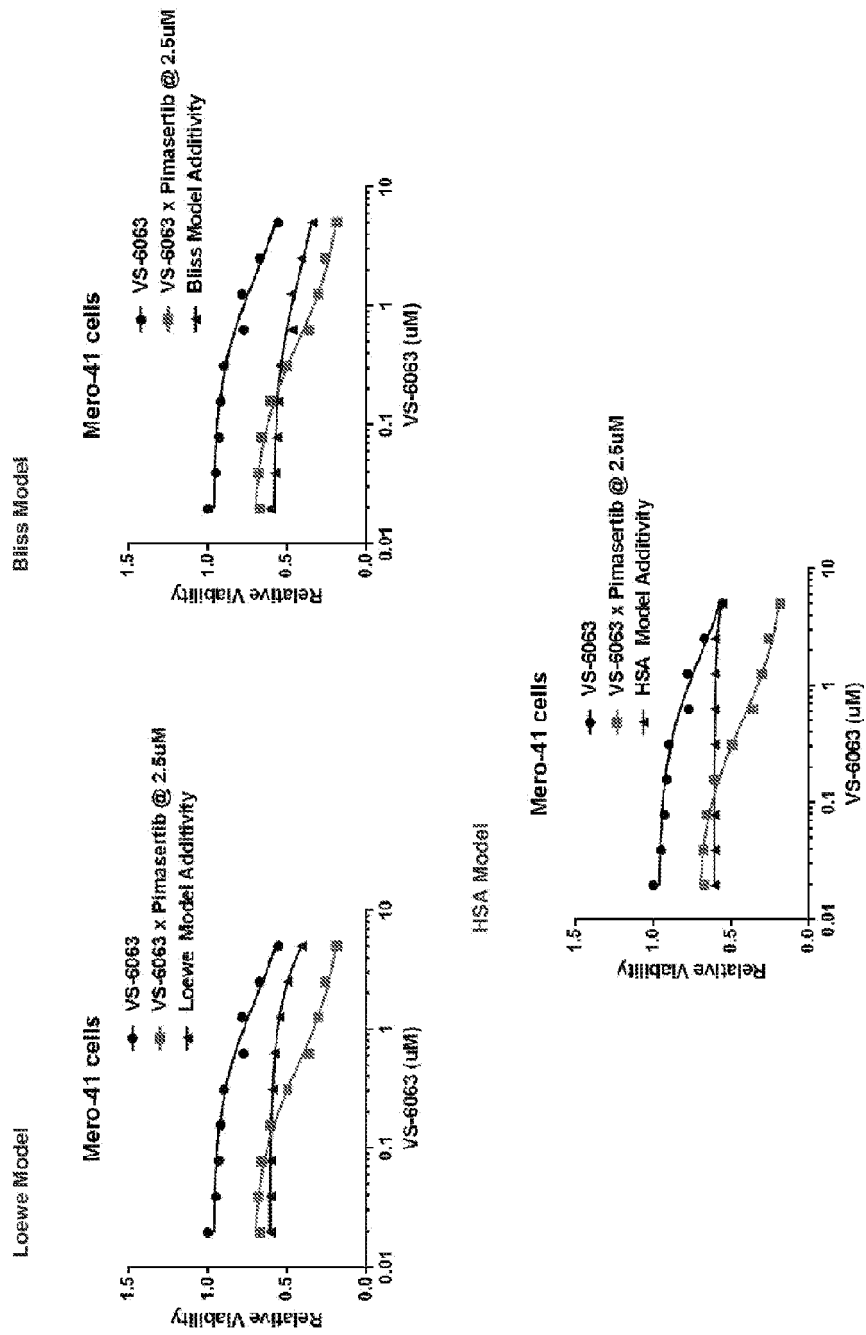 Loewe Model
Mero-41 cells
VS-6063
VS-6063 x Pimasertib @ 2.5uM
Loewe Model Additivity
Relative Viability
1.5
1.0
0.5
0.0
0.01
0.1
1
10
VS-6063 (uM)
Bliss Model
Mero-41 cells
VS-6063
VS-6063 x Pimasertib @ 2.5uM
Bliss Model Additivity
Relative Viability
1.5
1.0
0.5
0.0
0.01
0.1
1
10
VS-6063 (uM)
HSA Model
Mero-41 cells
VS-6063
VS-6063 x Pimasertib @ 2.5uM
HSA Model Additivity
Relative Viability
1.5
1.0
0.5
0.0
0.01
0.1
1
10
VS-6063 (uM)